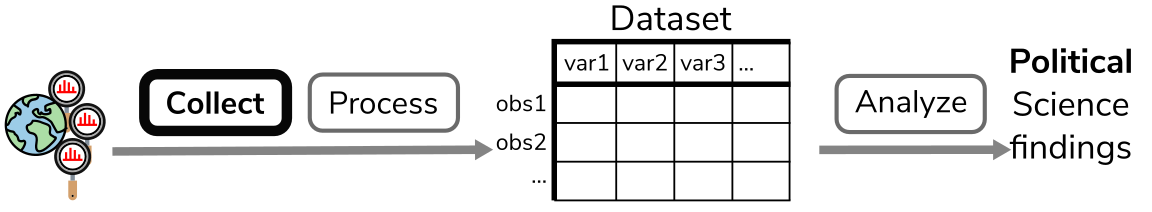 Dataset
Collect
Process
var1 var2 var3 ...
obs1
obs2
...
Analyze
Political
Science
findings